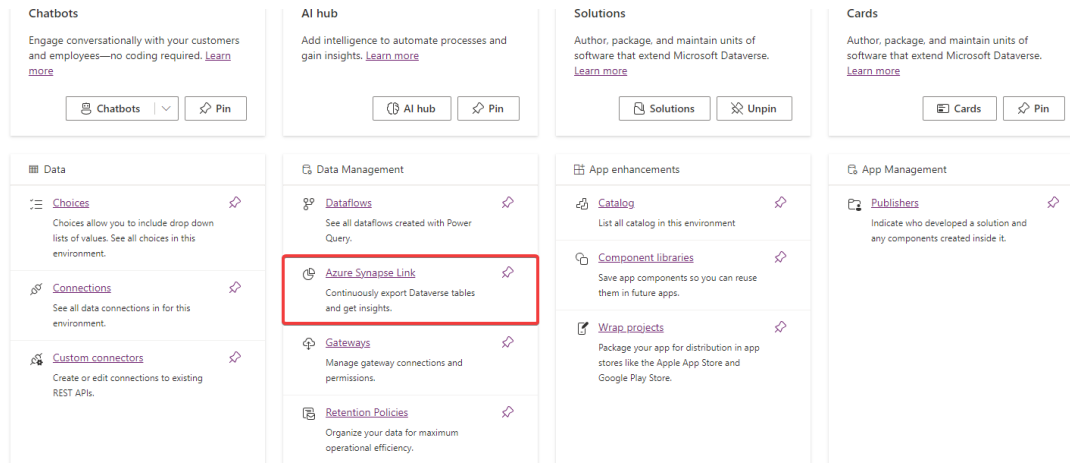 Chatbots
Engage conversationally with your customers
and employees—no coding required. Learn
more
Chatbots
Pin
AI hub
Add intelligence to automate processes and
gain insights. Learn more
AI hub
Pin
Solutions
Author, package, and maintain units of
software that extend Microsoft Dataverse.
Learn more
Solutions
Unpin
Cards
Author, package, and maintain units of
software that extend Microsoft Dataverse.
Learn more
Cards
Pin
Data
Choices
Choices allow you to include drop down
lists of values. See all choices in this
environment.
Connections
See all data connections in for this
environment.
Custom connectors
Create or edit connections to existing
REST APIs.
Data Management
Dataflows
See all dataflows created with Power
Query.
Azure Synapse Link
Continuously export Dataverse tables
and get insights.
Gateways
Manage gateway connections and
permissions.
Retention Policies
Organize your data for maximum
operational efficiency.
App enhancements
Catalog
List all catalog in this environment
Component libraries
Save app components so you can reuse
them in future apps.
Wrap projects
Package your app for distribution in app
stores like the Apple App Store and
Google Play Store.
App Management
Publishers
Indicate who developed a solution and
any components created inside it.